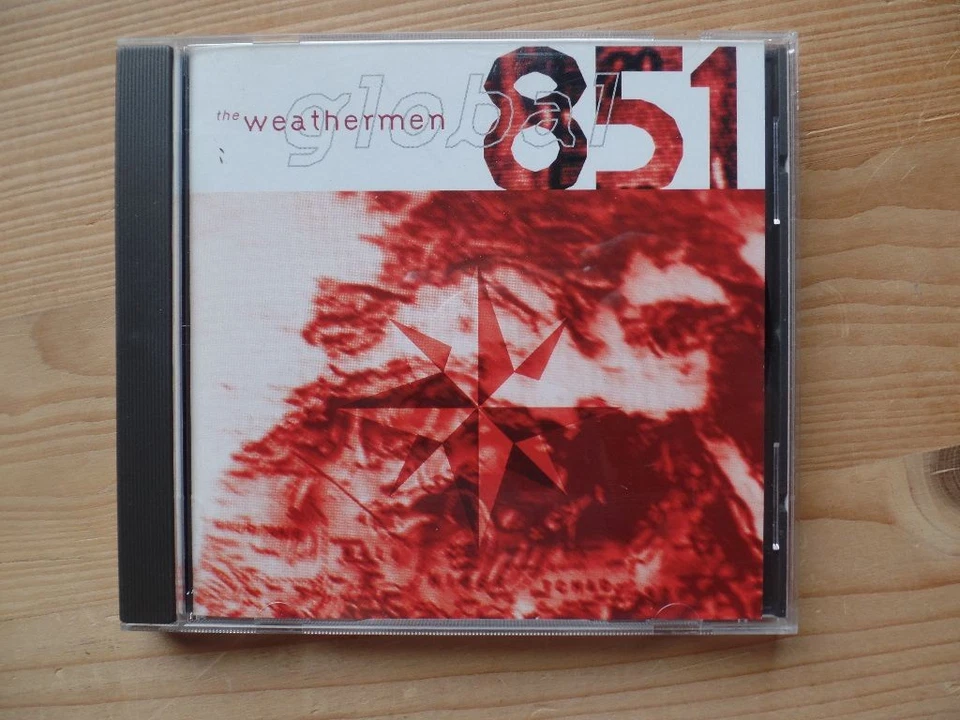 the weathermen
global 851